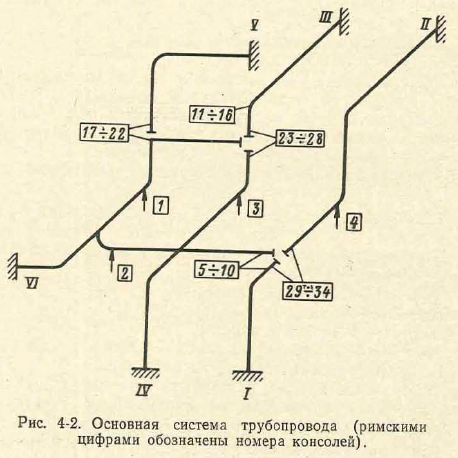 III
II
V
11÷16
17÷22
23÷28
1
3
4
2
VI
5÷10
29÷34
IV
I
Рис. 4-2. Основная система трубопровода (римскими
цифрами обозначены номера консолей).